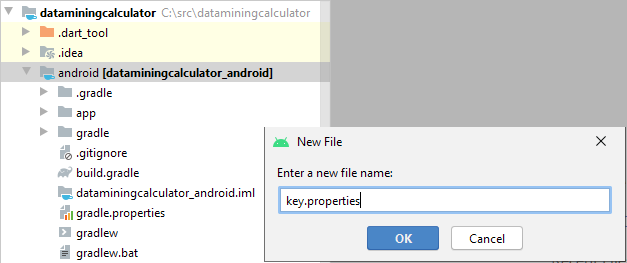 dataminingcalculator C:\src\dataminingcalculator
.dart_tool
.idea
android [dataminingcalculator_android]
.gradle
app
gradle
.gitignore
build.gradle
dataminingcalculator_android.iml
gradle.properties
gradlew
gradlew.bat
New File
Enter a new file name:
key.properties
OK Cancel